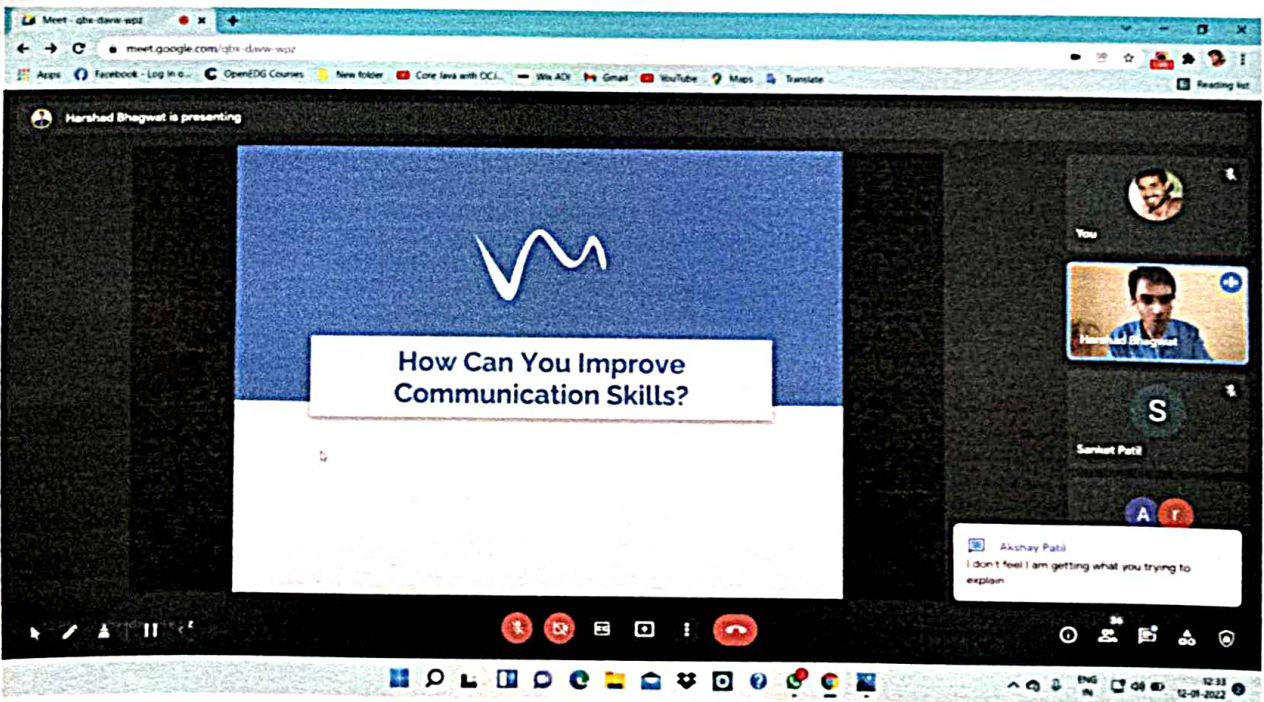 Meet - qbx-davw-wpz
meet.google.com/qbx-davw-wpz
Apps Facebook - Log In o... OpenEDG Courses New folder Core Java with OCJ... Wix ADI Gmail YouTube Maps Translate
Reading list
Harshad Bhagwat is presenting
You
Harshad Bhagwat
S
Sanket Patil
A r
How Can You Improve
Communication Skills?
Akshay Patil
I don't feel I am getting what you trying to
explain
36
ENG
IN
12:33
12-01-2022